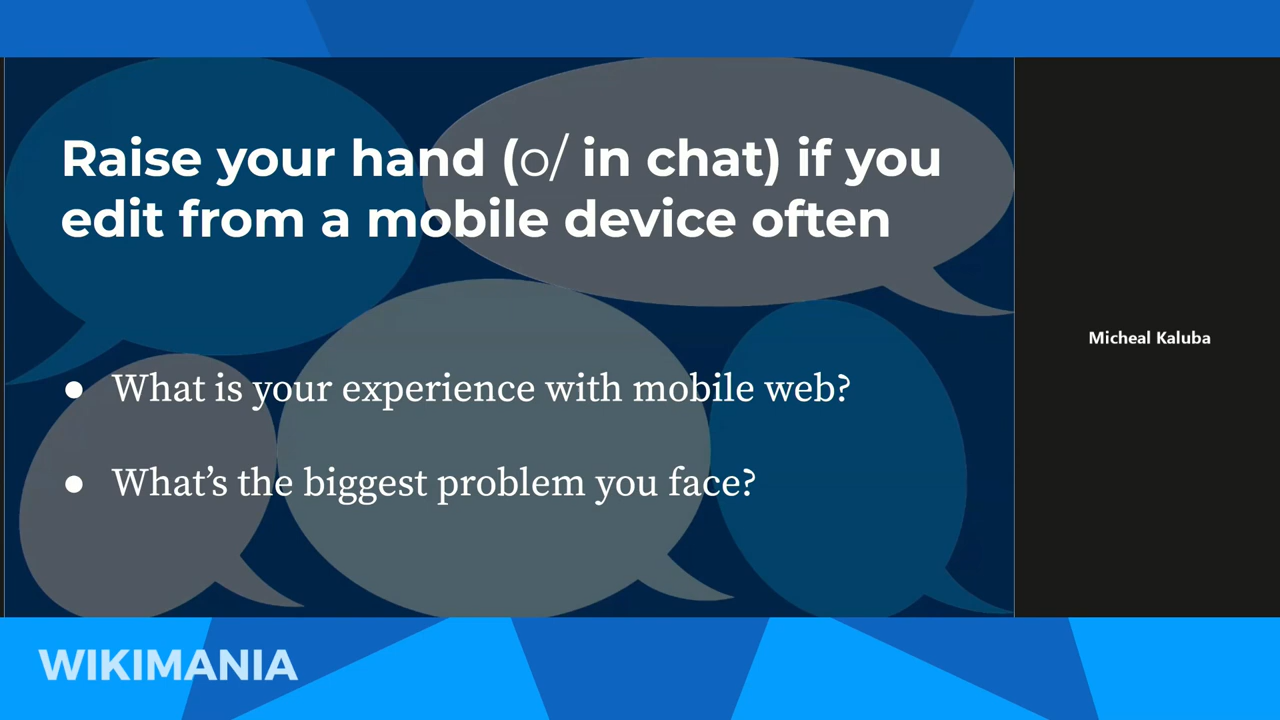 Raise your hand (o/ in chat) if you
edit from a mobile device often
● What is your experience with mobile web?
● What’s the biggest problem you face?
Micheal Kaluba
WIKIMANIA